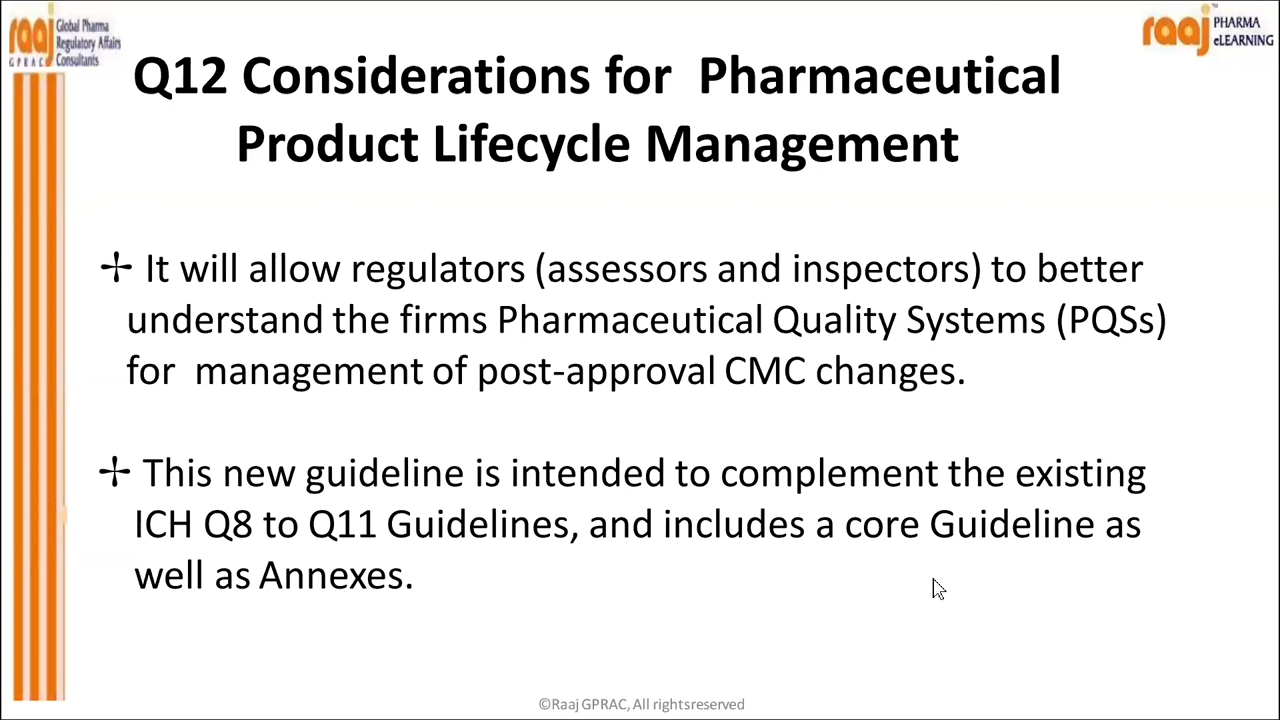 raaj Global Pharma
Regulatory Affairs
GPRAC Consultants
raaj™ PHARMA
eLEARNING
Q12 Considerations for  Pharmaceutical
Product Lifecycle Management
It will allow regulators (assessors and inspectors) to better
understand the firms Pharmaceutical Quality Systems (PQSs)
for  management of post-approval CMC changes.
This new guideline is intended to complement the existing
ICH Q8 to Q11 Guidelines, and includes a core Guideline as
well as Annexes.
©Raaj GPRAC, All rightsreserved